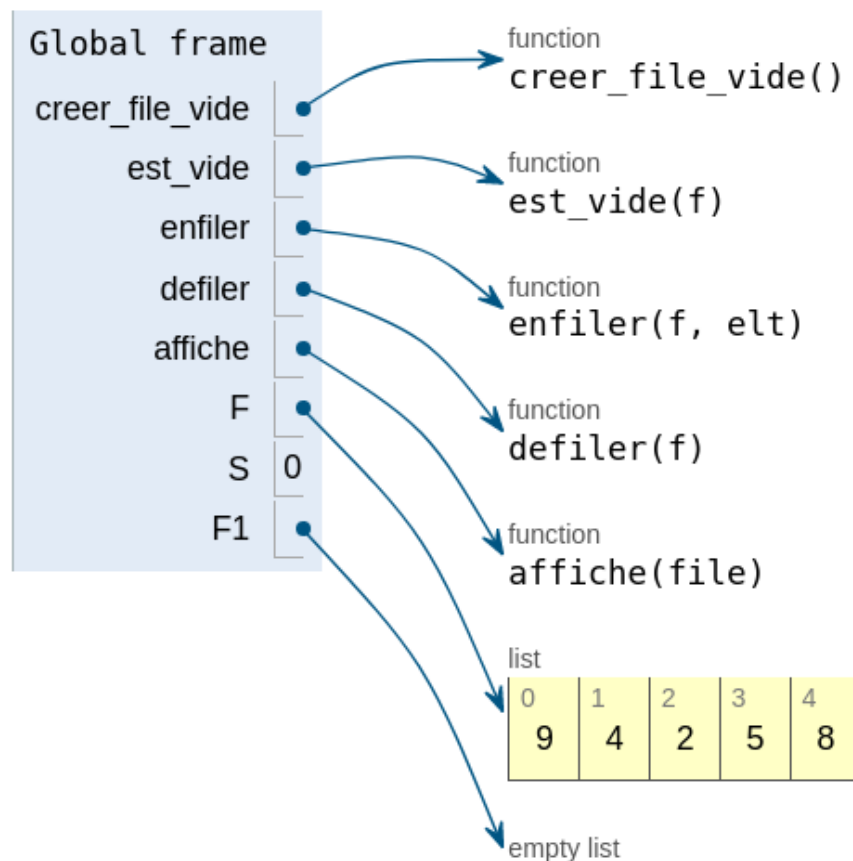 Global frame
creer_file_vide
est_vide
enfiler
defiler
affiche
F
S 0
F1
function
creer_file_vide()
function
est_vide(f)
function
enfiler(f, elt)
function
defiler(f)
function
affiche(file)
list
0 1 2 3 4
9 4 2 5 8
empty list